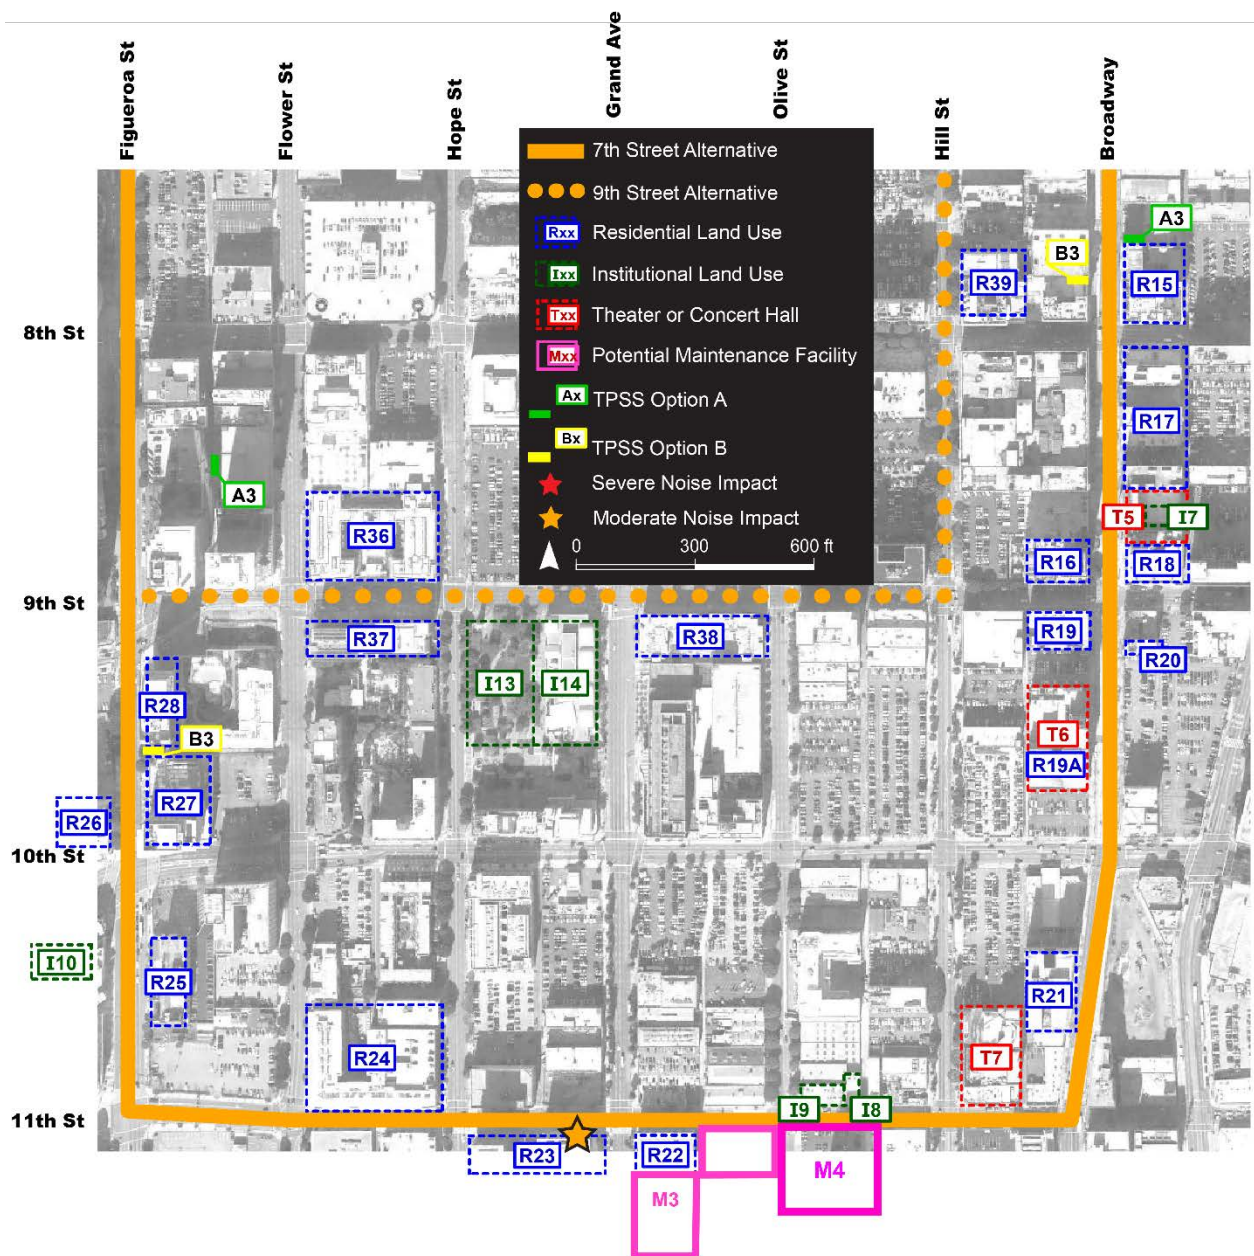 Figueroa St
Flower St
Hope St
Grand Ave
Olive St
Hill St
Broadway
7th Street Alternative
9th Street Alternative
Rxx Residential Land Use
Ixx Institutional Land Use
Txx Theater or Concert Hall
Mxx Potential Maintenance Facility
Ax TPSS Option A
Bx TPSS Option B
Severe Noise Impact
Moderate Noise Impact
0 300 600 ft
A3
B3
R39
R15
8th St
R17
A3
T5
I7
R36
R16
R18
9th St
R37
R38
R19
R20
I13
I14
R28
B3
T6
R19A
R27
R26
10th St
I10
R25
R21
R24
T7
I9
I8
11th St
R23
R22
M4
M3